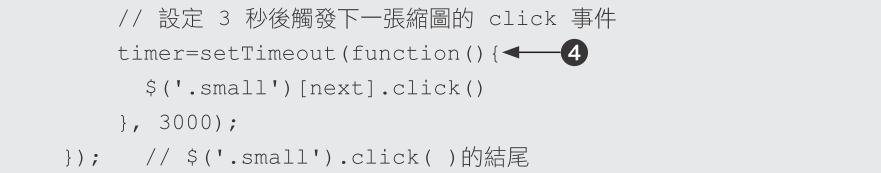 // 設定 3 秒後觸發下一張縮圖的 click 事件
timer=setTimeout(function(){ 4
$('.small')[next].click()
}, 3000);
}); // $('.small').click( )的結尾